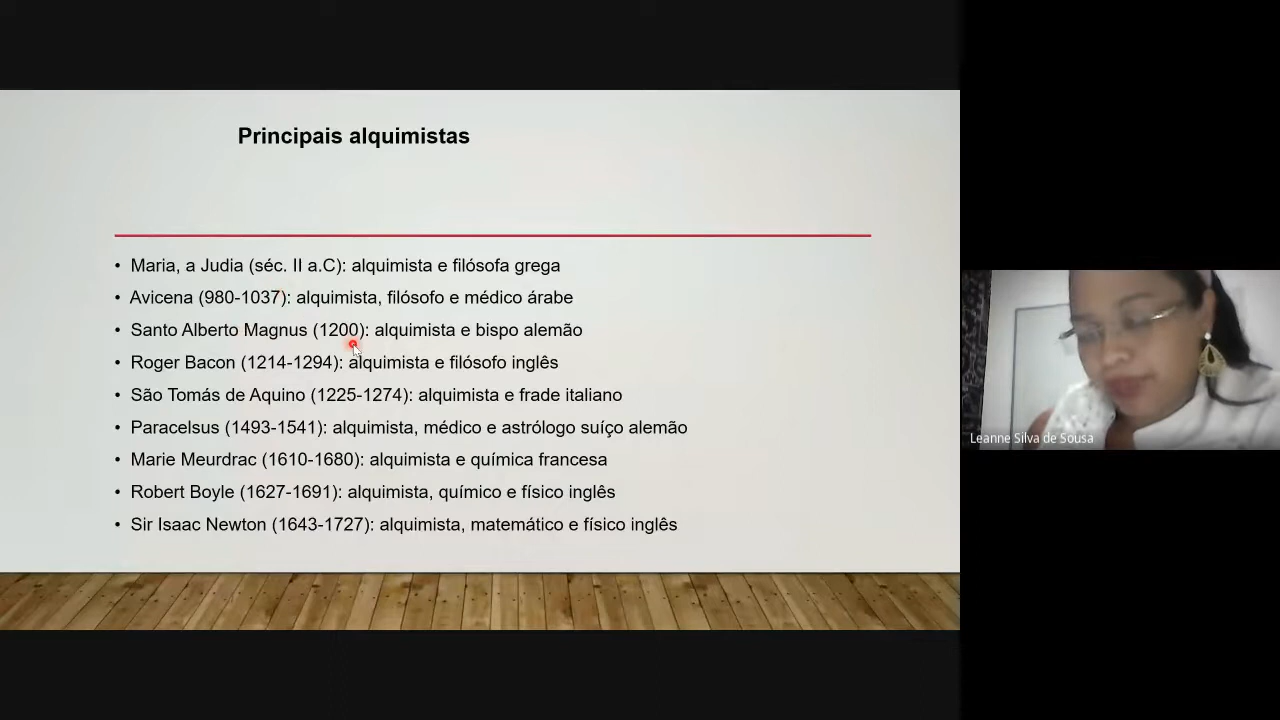 Principais alquimistas
• Maria, a Judia (séc. II a.C): alquimista e filósofa grega
• Avicena (980-1037): alquimista, filósofo e médico árabe
• Santo Alberto Magnus (1200): alquimista e bispo alemão
• Roger Bacon (1214-1294): alquimista e filósofo inglês
• São Tomás de Aquino (1225-1274): alquimista e frade italiano
• Paracelsus (1493-1541): alquimista, médico e astrólogo suíço alemão
• Marie Meurdrac (1610-1680): alquimista e química francesa
• Robert Boyle (1627-1691): alquimista, químico e físico inglês
• Sir Isaac Newton (1643-1727): alquimista, matemático e físico inglês
Leanne Silva de Sousa